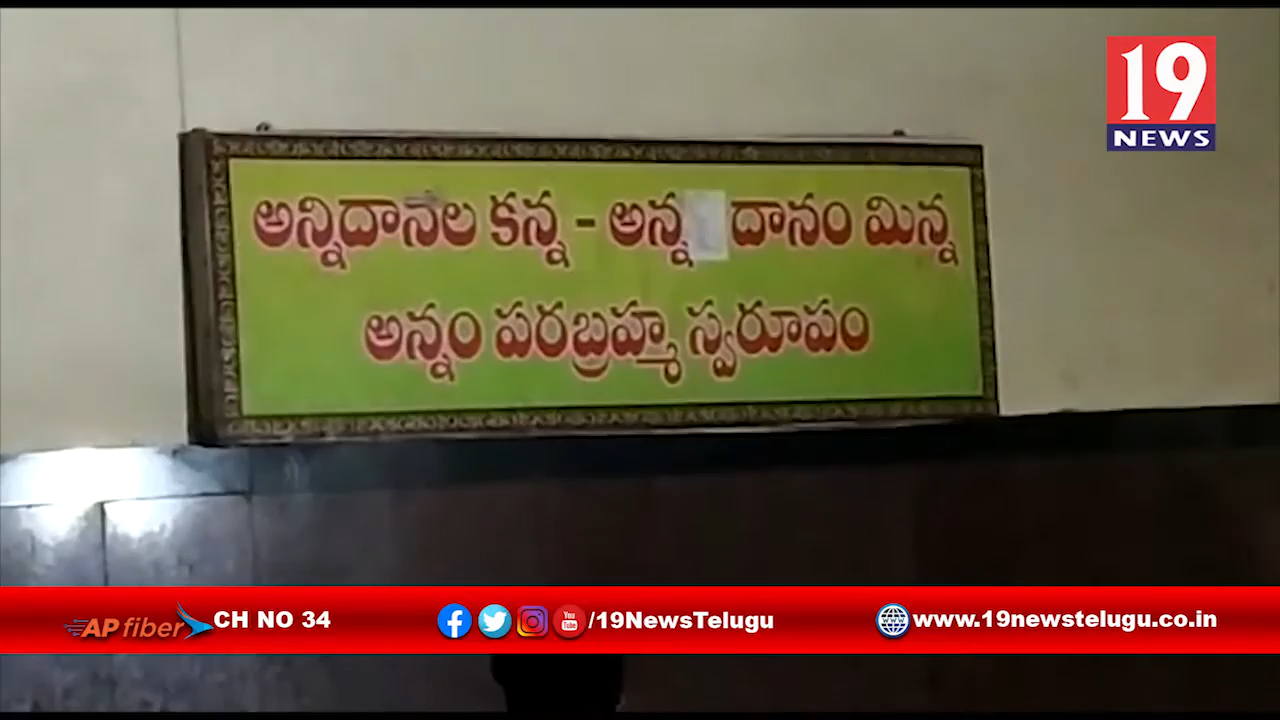 19
NEWS
అన్నిదానాల కన్న - అన్న దానం మిన్న
అన్నం పరబ్రహ్మ స్వరూపం
AP fiber CH NO 34
/19NewsTelugu
www.19newstelugu.co.in